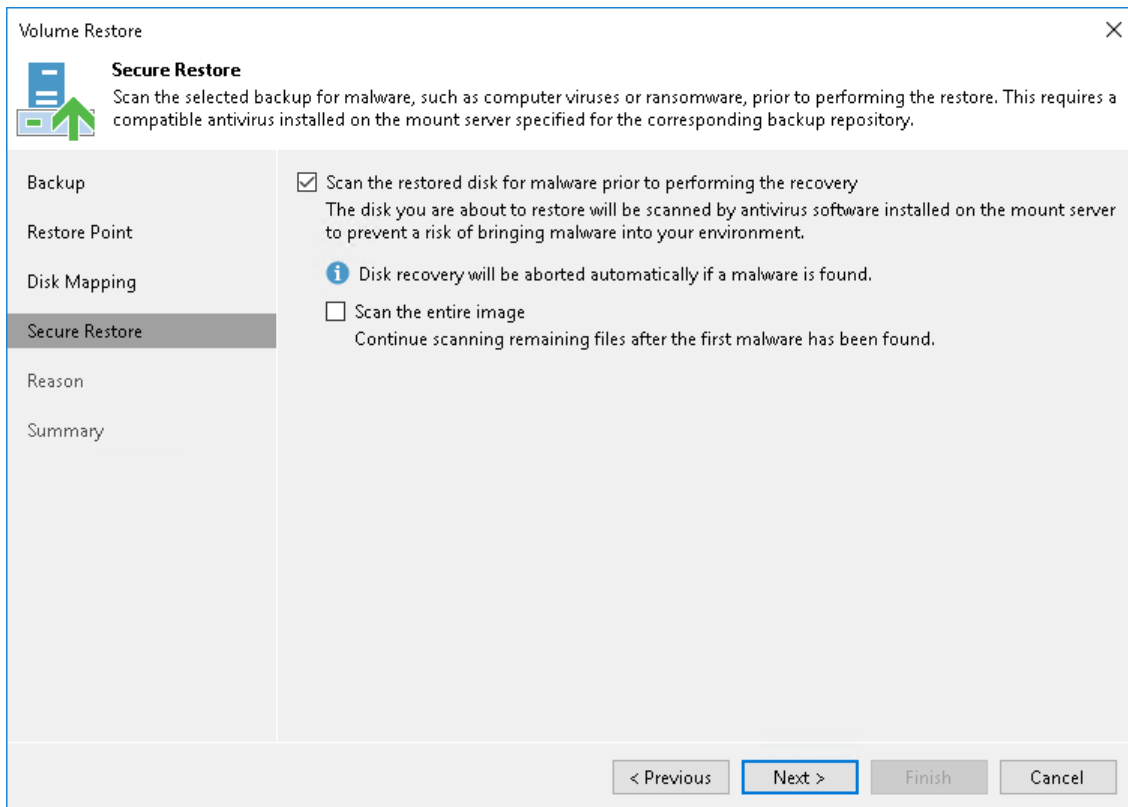 Volume Restore
Secure Restore
Scan the selected backup for malware, such as computer viruses or ransomware, prior to performing the restore. This requires a
compatible antivirus installed on the mount server specified for the corresponding backup repository.
Backup
Restore Point
Disk Mapping
Secure Restore
Reason
Summary
Scan the restored disk for malware prior to performing the recovery
The disk you are about to restore will be scanned by antivirus software installed on the mount server
to prevent a risk of bringing malware into your environment.
Disk recovery will be aborted automatically if a malware is found.
Scan the entire image
Continue scanning remaining files after the first malware has been found.
< Previous
Next >
Finish
Cancel